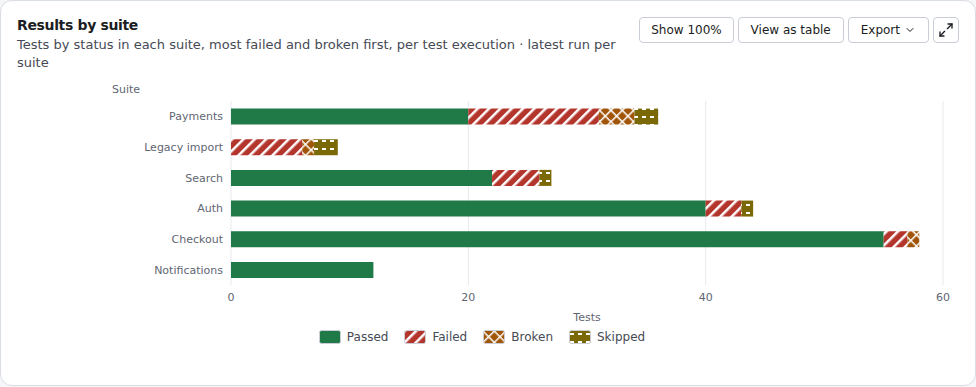 Results by suite
Tests by status in each suite, most failed and broken first, per test execution · latest run per
suite
Show 100%
View as table
Export
Suite
Payments
Legacy import
Search
Auth
Checkout
Notifications
0 20 40 60
Tests
Passed Failed Broken Skipped